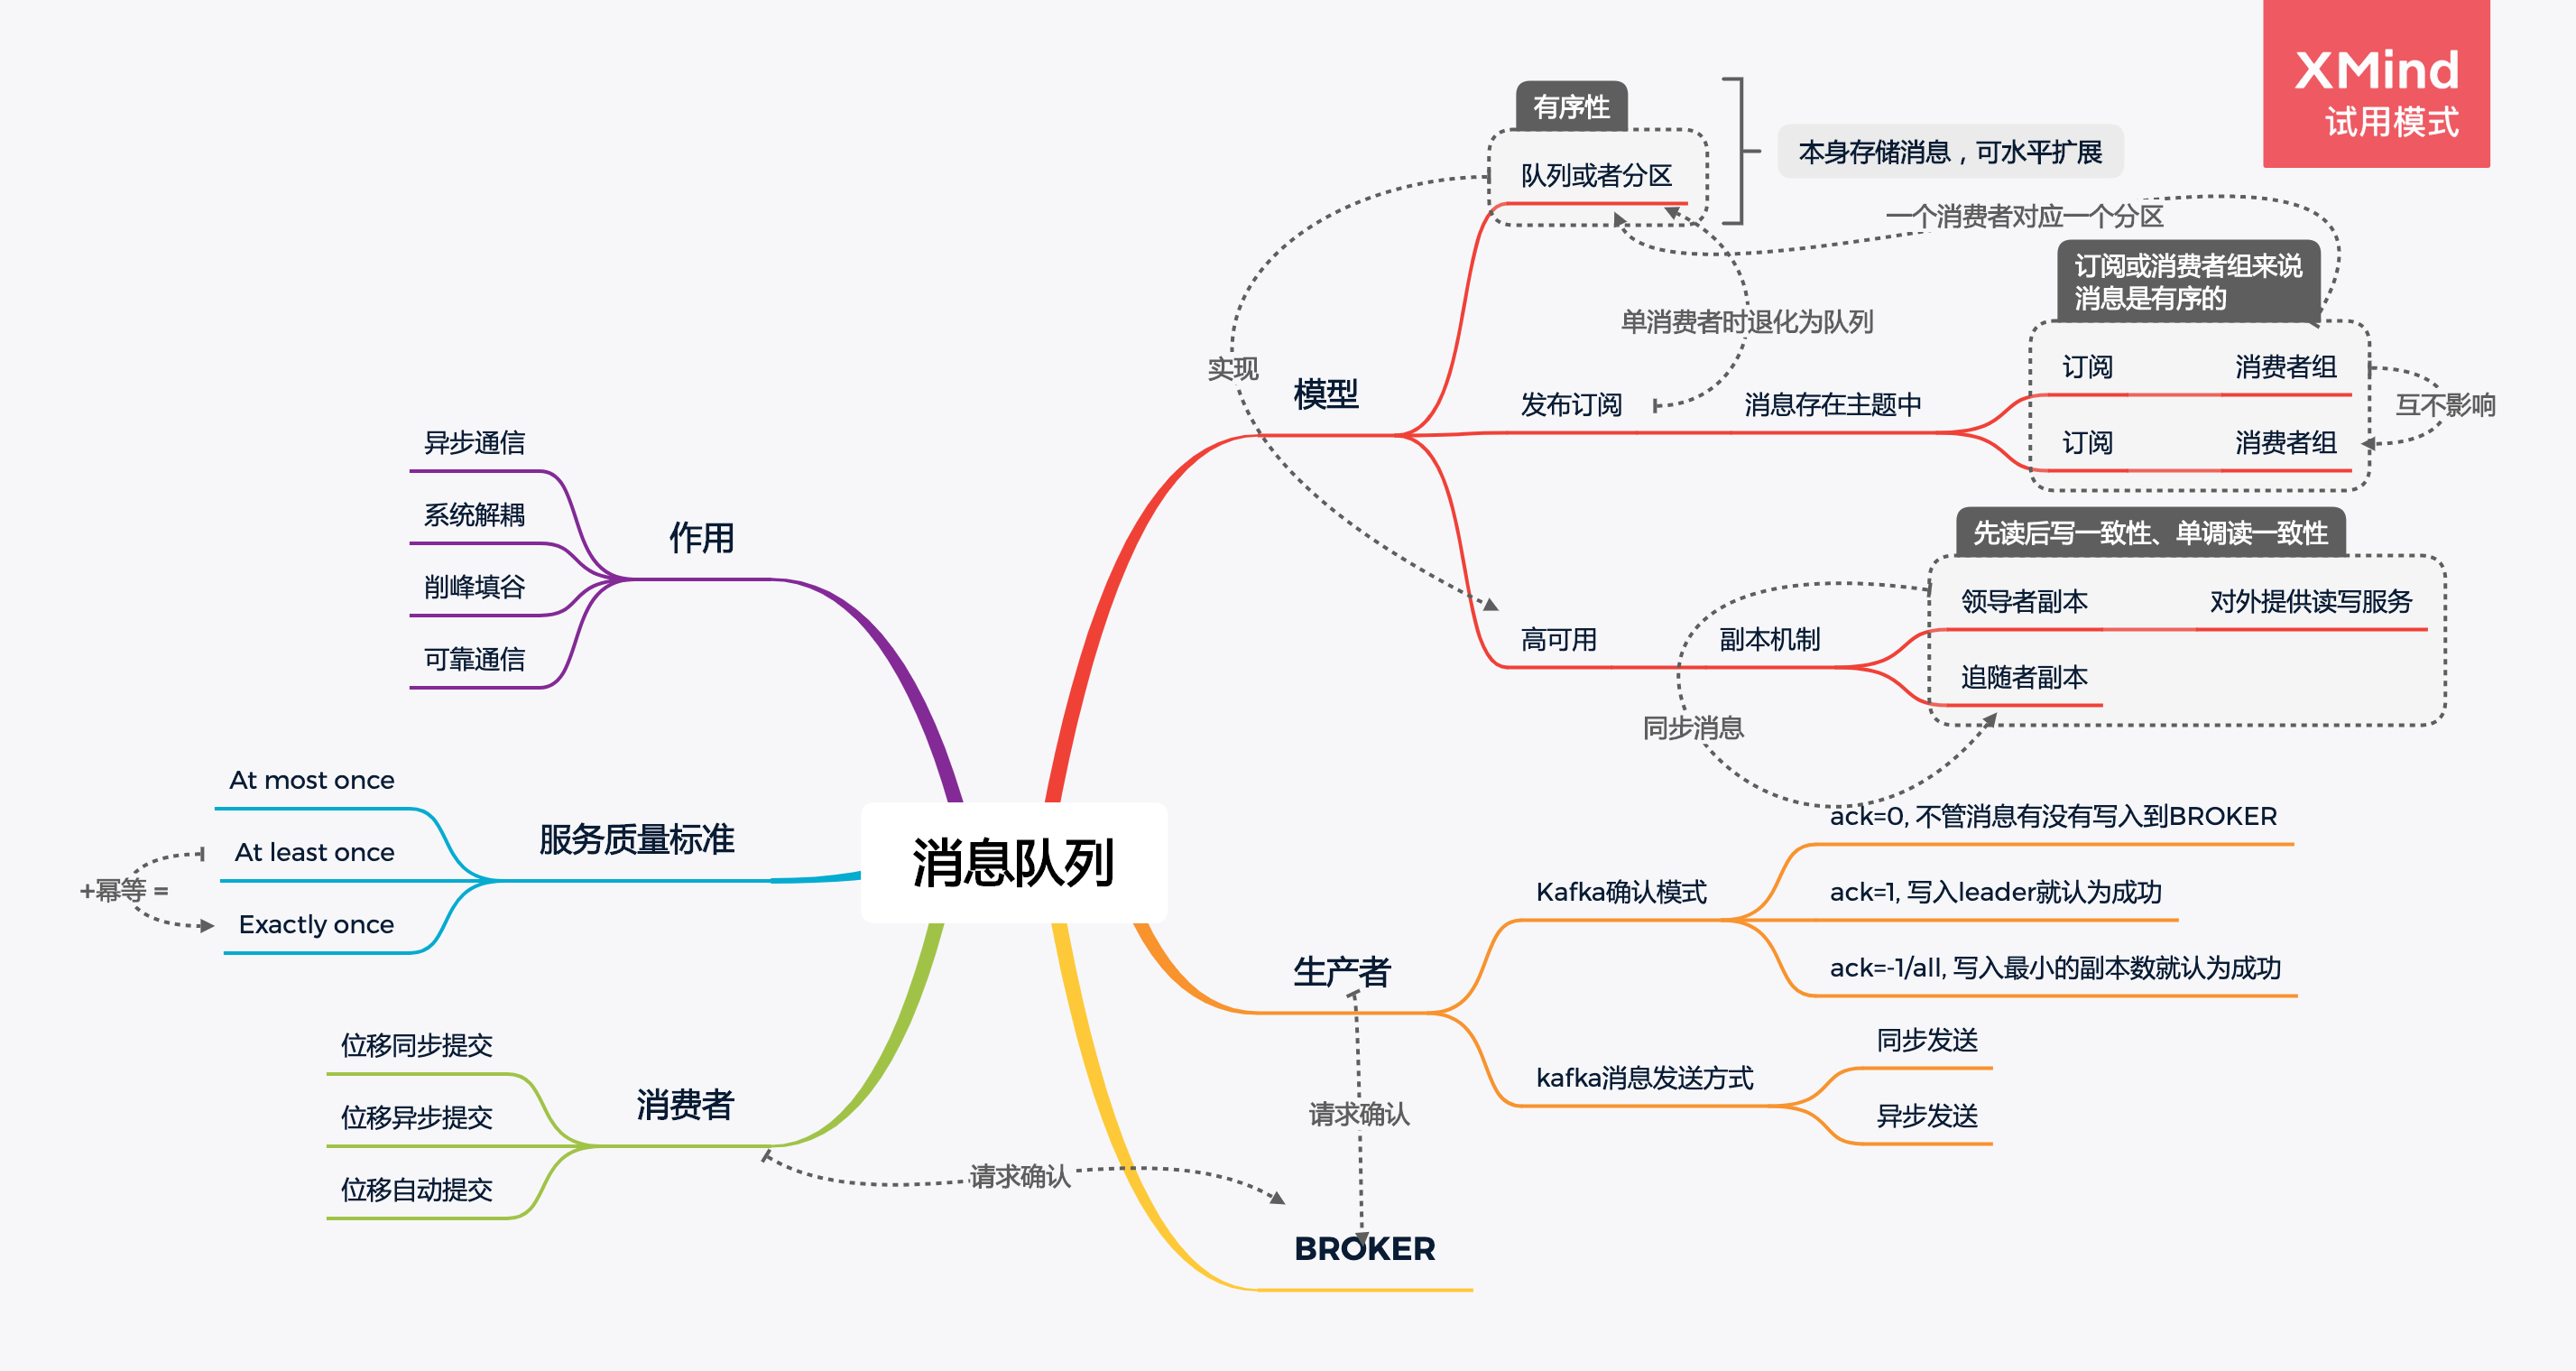 XMind
试用模式
消息队列
模型
有序性
队列或者分区
本身存储消息，可水平扩展
一个消费者对应一个分区
单消费者时退化为队列
实现
发布订阅
消息存在主题中
订阅或消费者组来说
消息是有序的
订阅
消费者组
订阅
消费者组
互不影响
高可用
副本机制
先读后写一致性、单调读一致性
领导者副本
对外提供读写服务
追随者副本
同步消息
生产者
Kafka确认模式
ack=0, 不管消息有没有写入到BROKER
ack=1, 写入leader就认为成功
ack=-1/all, 写入最小的副本数就认为成功
kafka消息发送方式
同步发送
异步发送
请求确认
BROKER
作用
异步通信
系统解耦
削峰填谷
可靠通信
服务质量标准
At most once
At least once
+幂等 =
Exactly once
消费者
位移同步提交
位移异步提交
位移自动提交
请求确认